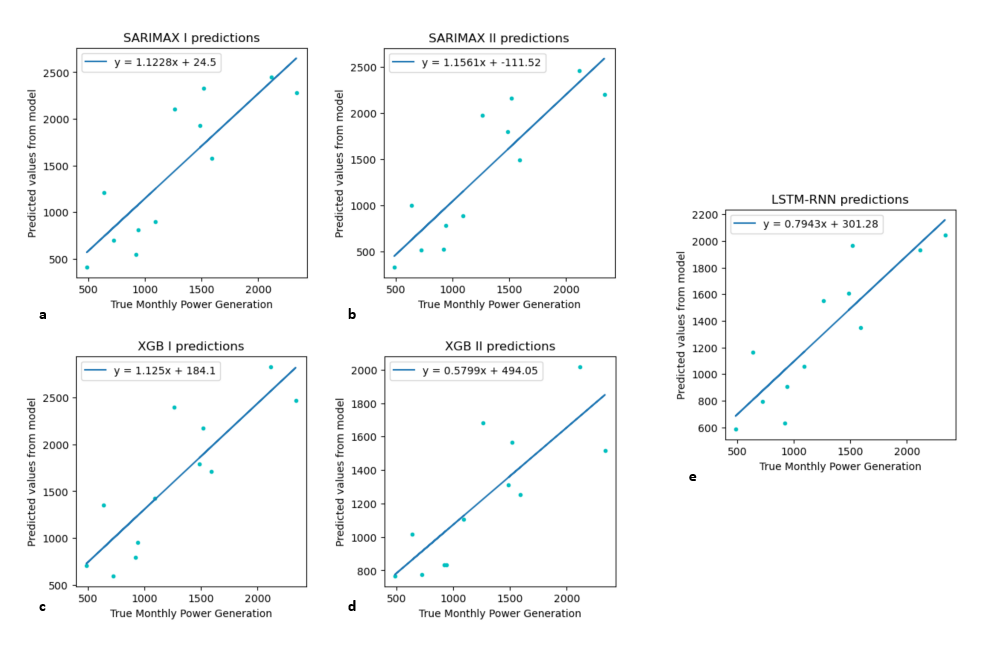 SARIMAX I predictions
y = 1.1228x + 24.5
2500
2000
1500
1000
500
Predicted values from model
500 1000 1500 2000
True Monthly Power Generation
a
SARIMAX II predictions
y = 1.1561x + -111.52
2500
2000
1500
1000
500
Predicted values from model
500 1000 1500 2000
True Monthly Power Generation
b
XGB I predictions
y = 1.125x + 184.1
2500
2000
1500
1000
500
Predicted values from model
500 1000 1500 2000
True Monthly Power Generation
c
XGB II predictions
y = 0.5799x + 494.05
2000
1800
1600
1400
1200
1000
800
Predicted values from model
500 1000 1500 2000
True Monthly Power Generation
d
LSTM-RNN predictions
y = 0.7943x + 301.28
2200
2000
1800
1600
1400
1200
1000
800
600
Predicted values from model
500 1000 1500 2000
True Monthly Power Generation
e